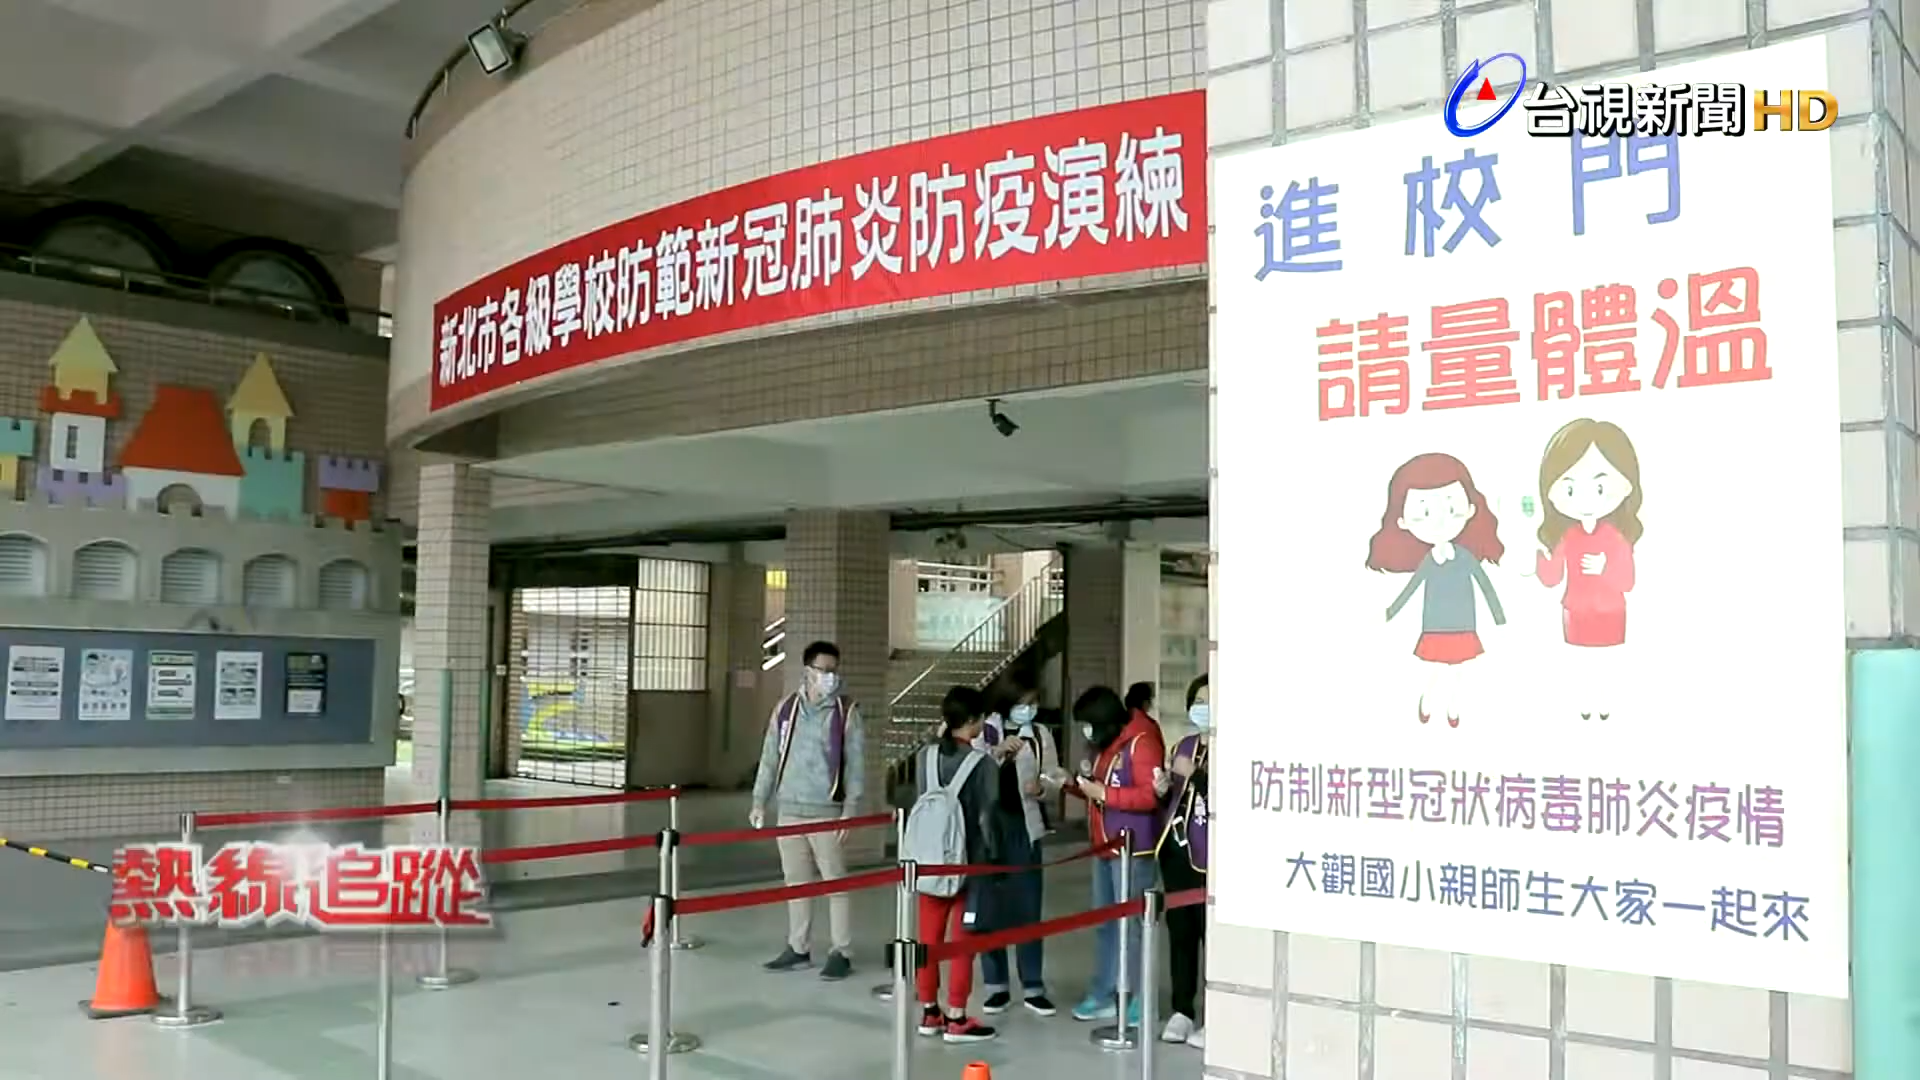 台視新聞HD
新北市各級學校防範新冠肺炎防疫演練
進校門
請量體溫
防制新型冠狀病毒肺炎疫情
大觀國小親師生大家一起來
熱線追蹤